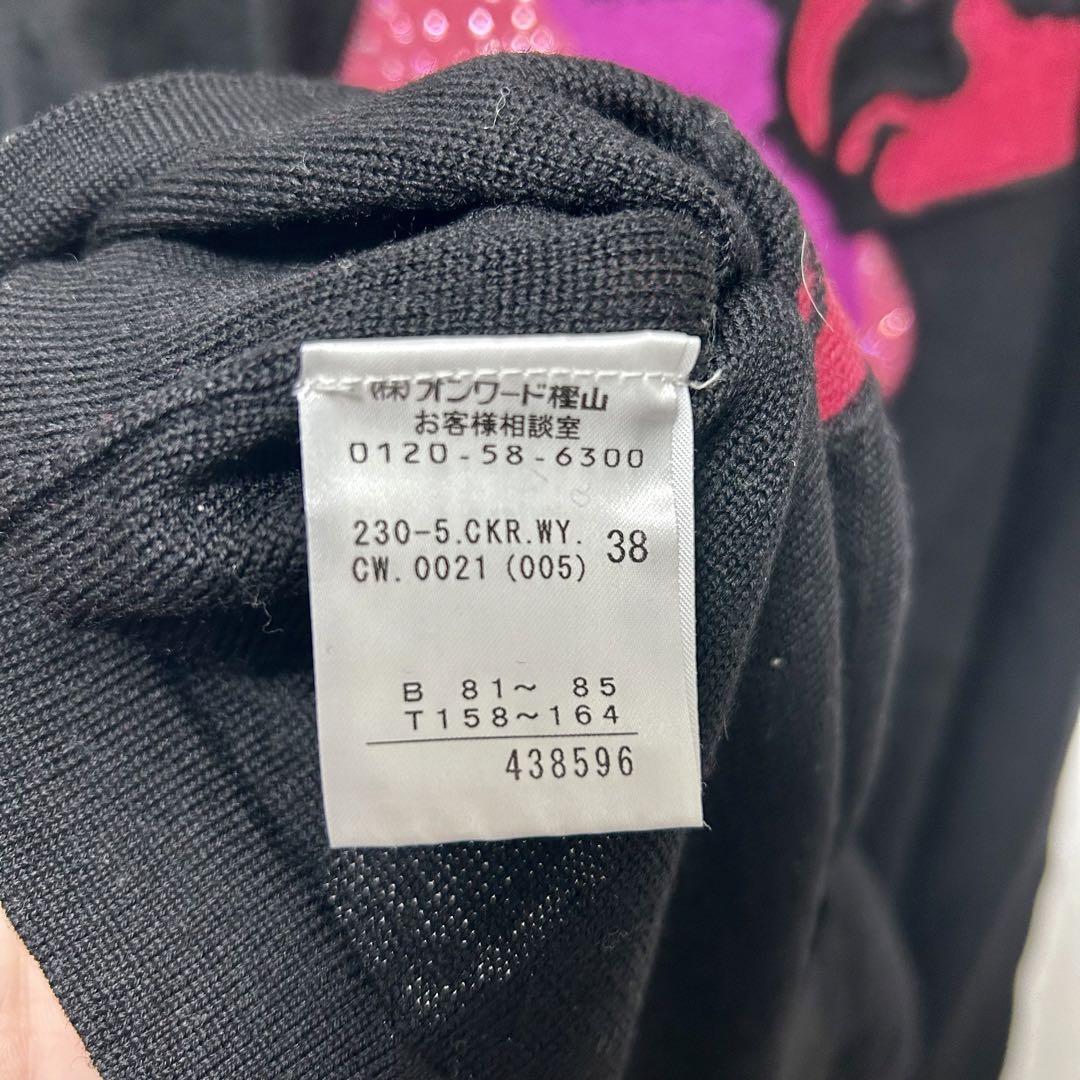 (株)オンワード樫山
お客様相談室
0120-58-6300
230-5.CKR.WY. 38
CW.0021(005)
B 81～ 85
T158～164
438596